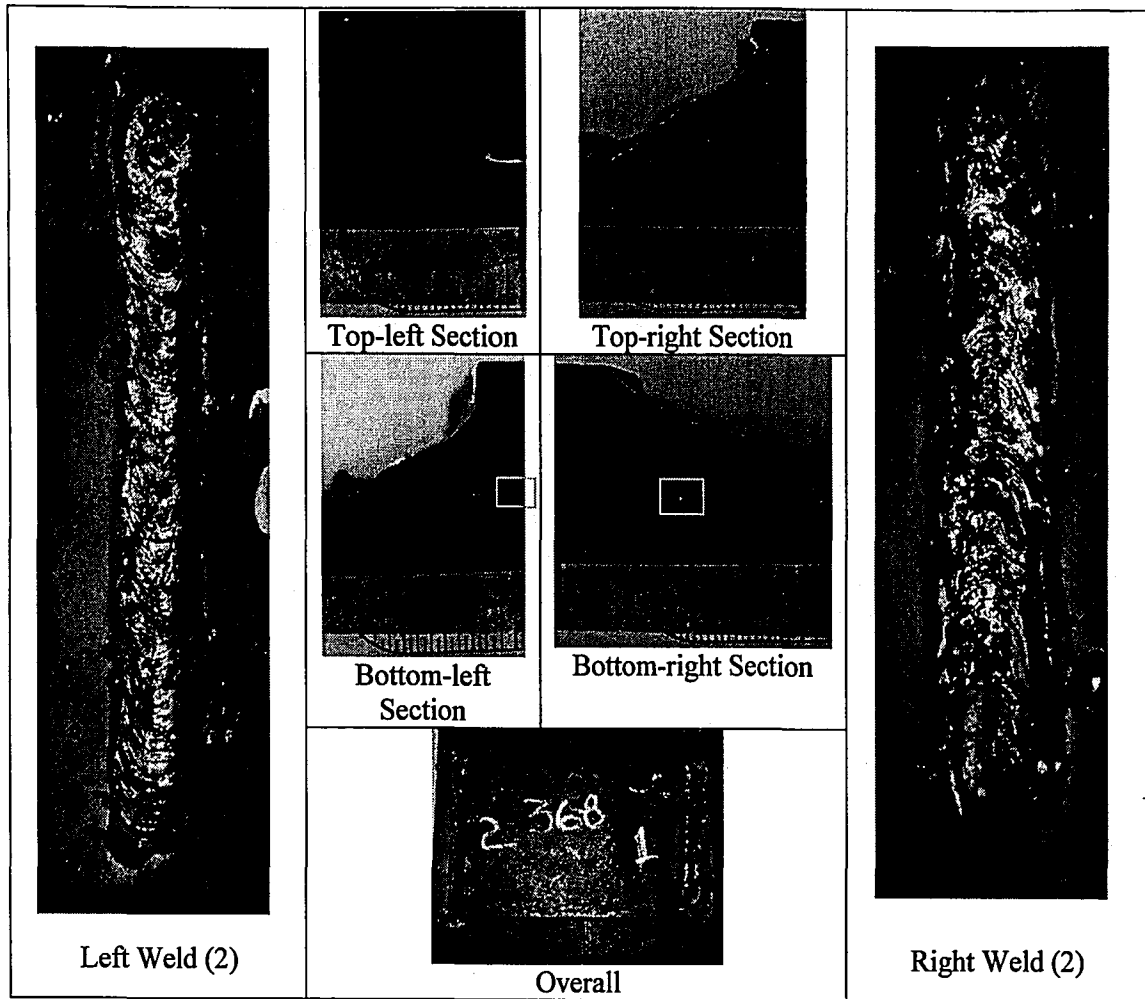 Top-left Section
Top-right Section
Bottom-left
Section
Bottom-right Section
2 368 1
Left Weld (2)
Overall
Right Weld (2)